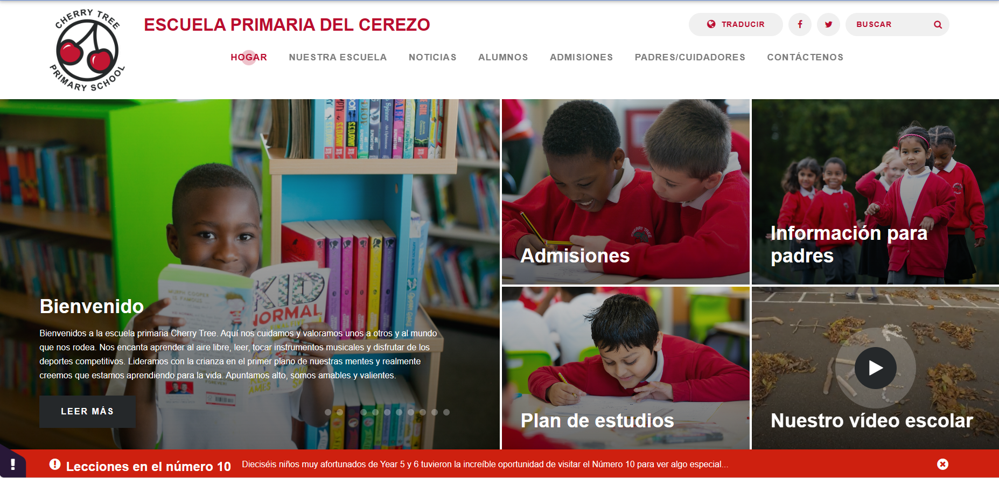 CHERRY TREE
PRIMARY SCHOOL
ESCUELA PRIMARIA DEL CEREZO
TRADUCIR
BUSCAR
HOGAR
NUESTRA ESCUELA
NOTICIAS
ALUMNOS
ADMISIONES
PADRES/CUIDADORES
CONTÁCTENOS
KID
NORMAL
Bienvenido
Bienvenidos a la escuela primaria Cherry Tree. Aquí nos cuidamos y valoramos unos a otros y al mundo
que nos rodea. Nos encanta aprender al aire libre, leer, tocar instrumentos musicales y disfrutar de los
deportes competitivos. Lideramos con la crianza en el primer plano de nuestras mentes y realmente
creemos que estamos aprendiendo para la vida. Apuntamos alto, somos amables y valientes.
LEER MÁS
CHERRY TREE
Admisiones
Información para
padres
Plan de estudios
Nuestro vídeo escolar
Lecciones en el número 10
Dieciséis niños muy afortunados de Year 5 y 6 tuvieron la increíble oportunidad de visitar el Número 10 para ver algo especial...